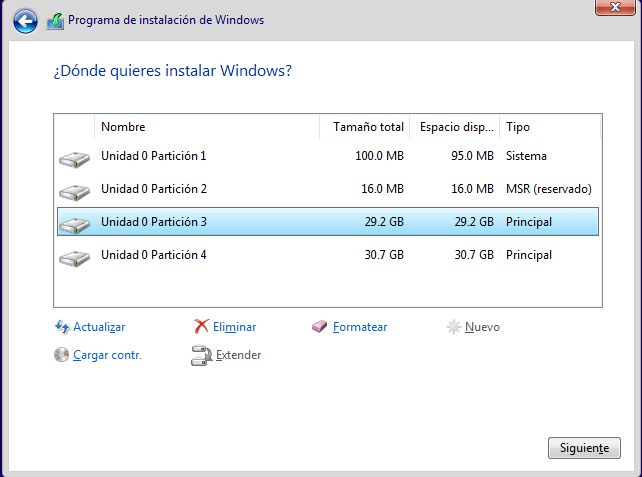 Programa de instalación de Windows
¿Dónde quieres instalar Windows?
Nombre Tamaño total Espacio disp... Tipo
Unidad 0 Partición 1 100.0 MB 95.0 MB Sistema
Unidad 0 Partición 2 16.0 MB 16.0 MB MSR (reservado)
Unidad 0 Partición 3 29.2 GB 29.2 GB Principal
Unidad 0 Partición 4 30.7 GB 30.7 GB Principal
Actualizar Eliminar Formatear Nuevo
Cargar contr. Extender
Siguiente